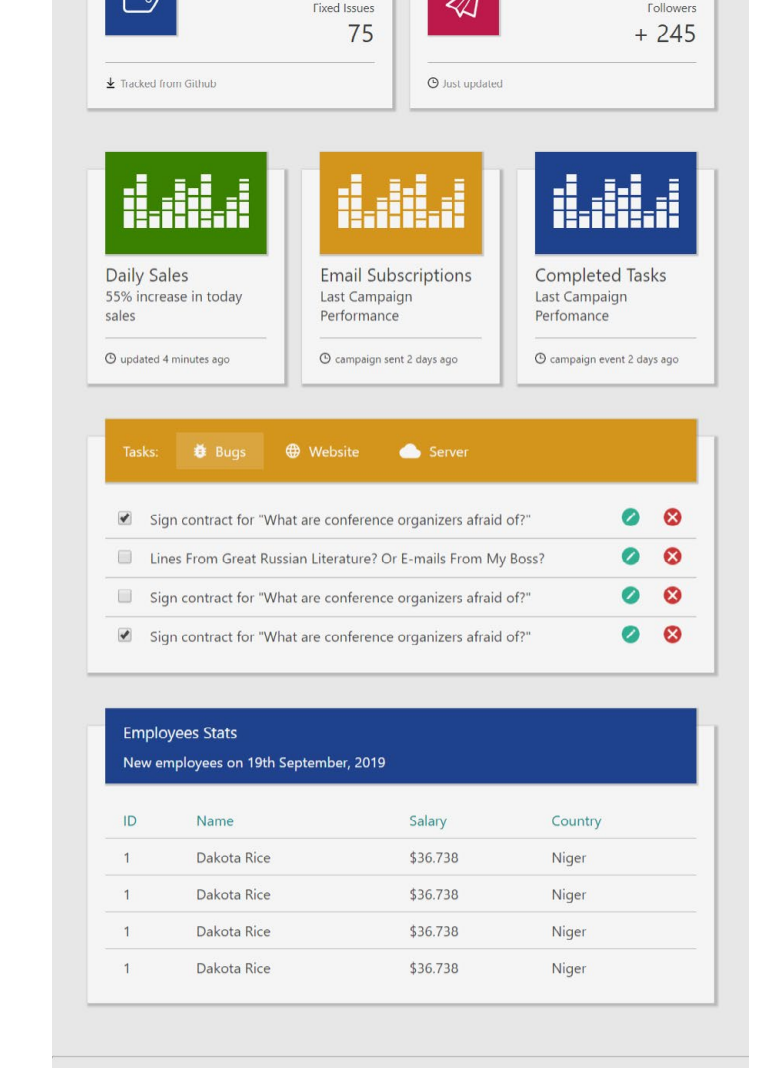 Fixed Issues
75
Tracked from Github
Followers
+ 245
Just updated
Daily Sales
55% increase in today
sales
updated 4 minutes ago
Email Subscriptions
Last Campaign
Performance
campaign sent 2 days ago
Completed Tasks
Last Campaign
Perfomance
campaign event 2 days ago
Tasks: Bugs Website Server
Sign contract for "What are conference organizers afraid of?"
Lines From Great Russian Literature? Or E-mails From My Boss?
Sign contract for "What are conference organizers afraid of?"
Sign contract for "What are conference organizers afraid of?"
Employees Stats
New employees on 19th September, 2019
ID Name Salary Country
1 Dakota Rice $36.738 Niger
1 Dakota Rice $36.738 Niger
1 Dakota Rice $36.738 Niger
1 Dakota Rice $36.738 Niger